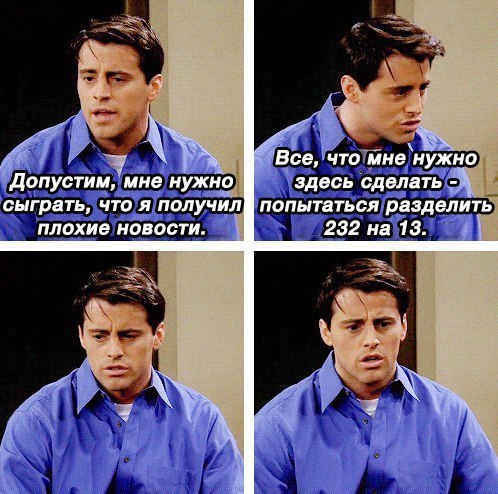 Допустим, мне нужно
сыграть, что я получил
плохие новости.
Все, что мне нужно
здесь сделать -
попытаться разделить
232 на 13.